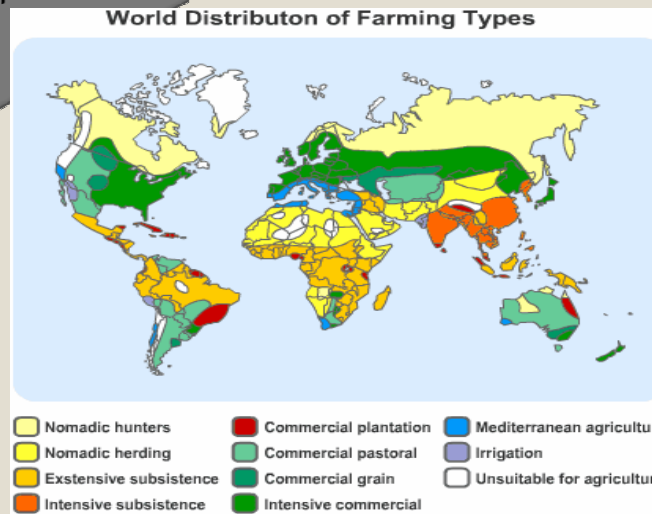 World Distributon of Farming Types
Nomadic hunters
Nomadic herding
Exstensive subsistence
Intensive subsistence
Commercial plantation
Commercial pastoral
Commercial grain
Intensive commercial
Mediterranean agricultu
Irrigation
Unsuitable for agricultur